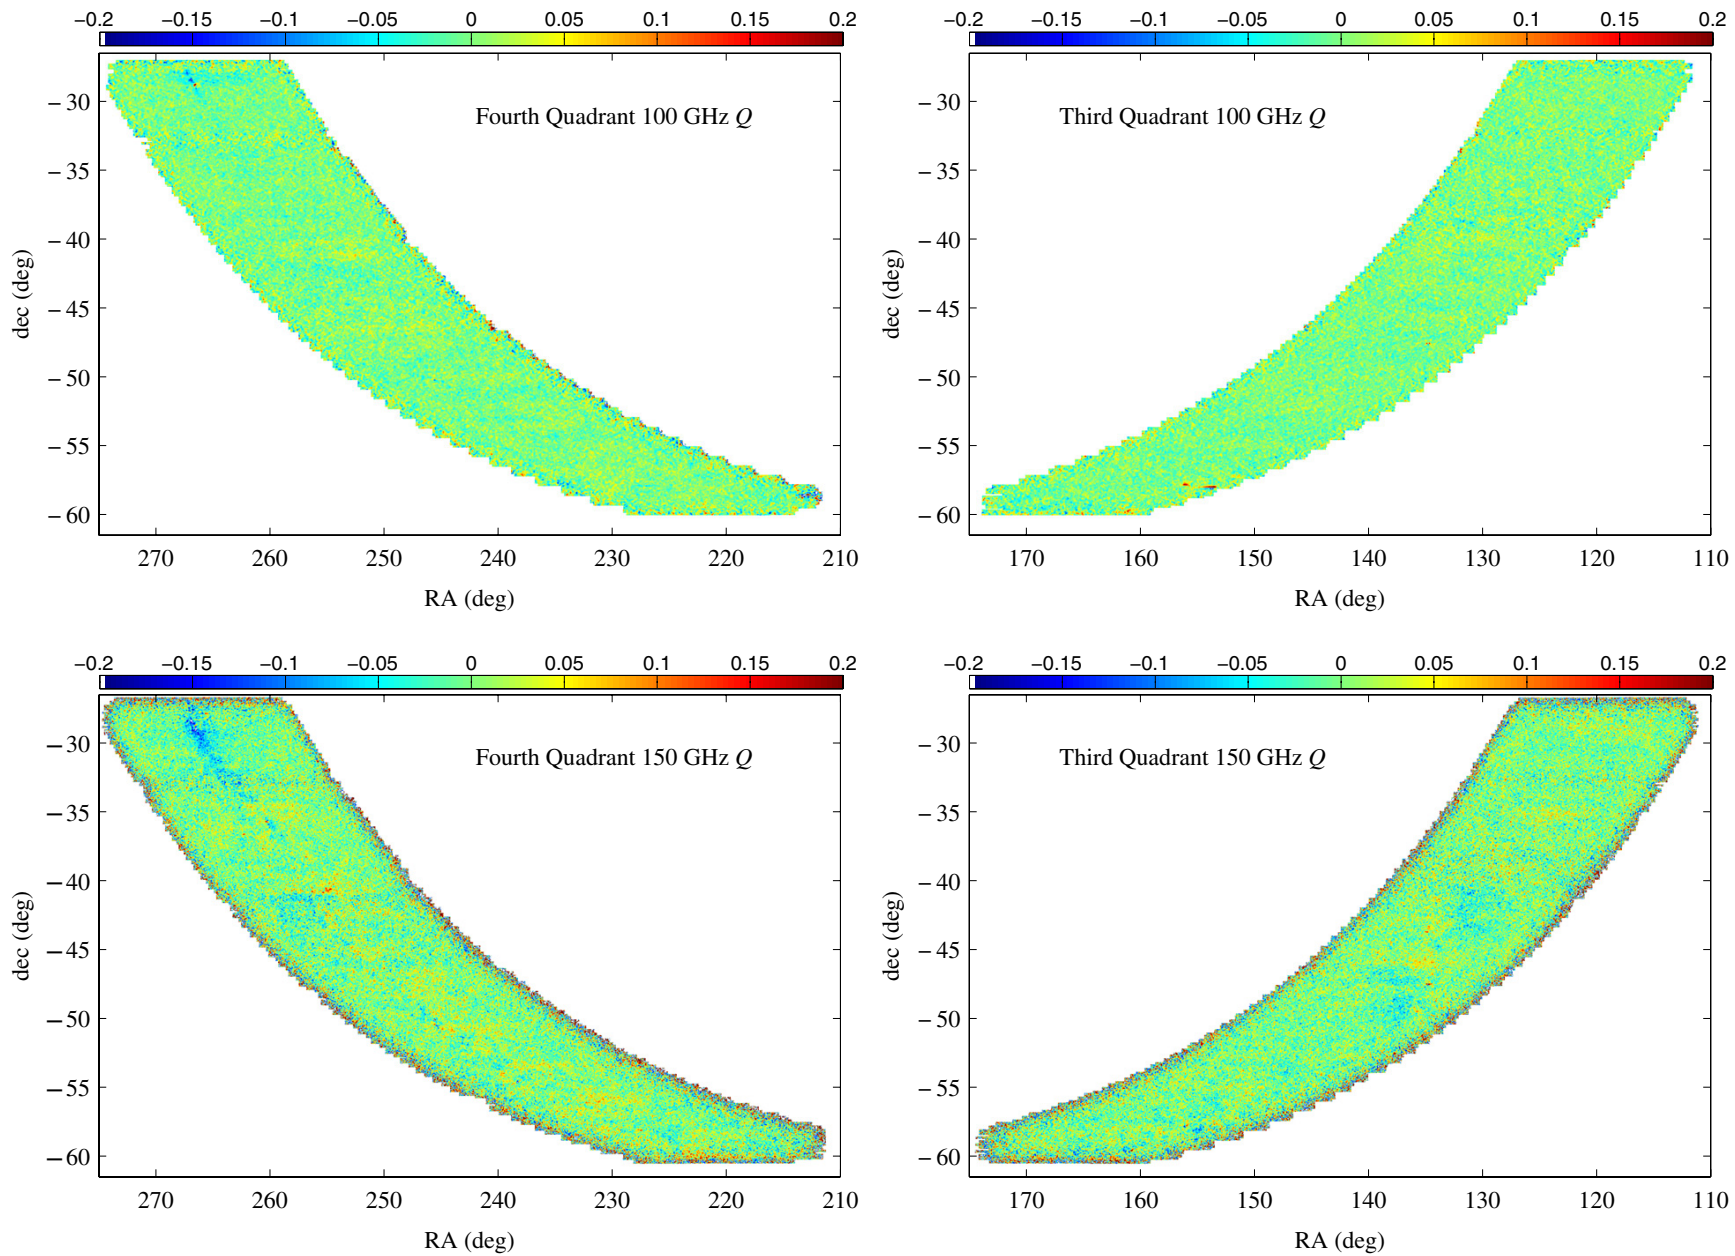 −0.2 −0.15 −0.1 −0.05 0 0.05 0.1 0.15 0.2
Fourth Quadrant 100 GHz Q
−30
−35
−40
−45
−50
−55
−60
dec (deg)
270 260 250 240 230 220 210
RA (deg)
−0.2 −0.15 −0.1 −0.05 0 0.05 0.1 0.15 0.2
Third Quadrant 100 GHz Q
−30
−35
−40
−45
−50
−55
−60
dec (deg)
170 160 150 140 130 120 110
RA (deg)
−0.2 −0.15 −0.1 −0.05 0 0.05 0.1 0.15 0.2
Fourth Quadrant 150 GHz Q
−30
−35
−40
−45
−50
−55
−60
dec (deg)
270 260 250 240 230 220 210
RA (deg)
−0.2 −0.15 −0.1 −0.05 0 0.05 0.1 0.15 0.2
Third Quadrant 150 GHz Q
−30
−35
−40
−45
−50
−55
−60
dec (deg)
170 160 150 140 130 120 110
RA (deg)